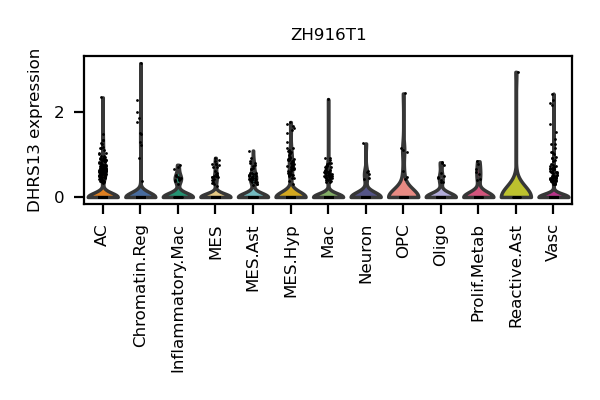 ZH916T1
DHRS13 expression
2
0
AC
Chromatin.Reg
Inflammatory.Mac
MES
MES.Ast
MES.Hyp
Mac
Neuron
OPC
Oligo
Prolif.Metab
Reactive.Ast
Vasc